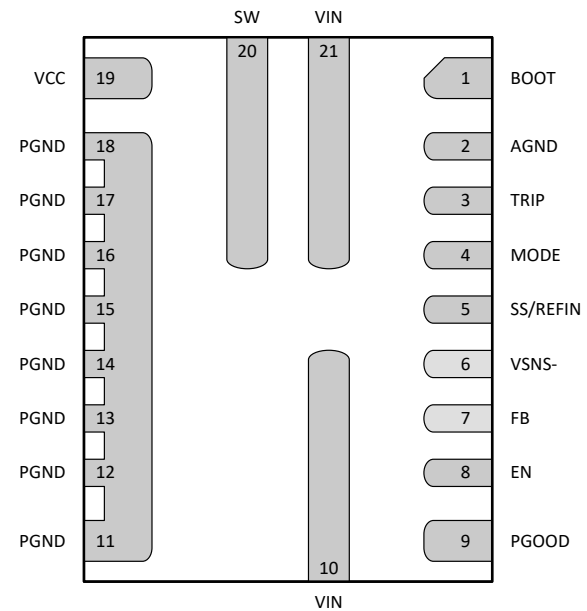 SW VIN
20 21
VCC 19 1 BOOT
PGND 18 2 AGND
PGND 17 3 TRIP
PGND 16 4 MODE
PGND 15 5 SS/REFIN
PGND 14 6 VSNS-
PGND 13 7 FB
PGND 12 8 EN
PGND 11 9 PGOOD
10
VIN